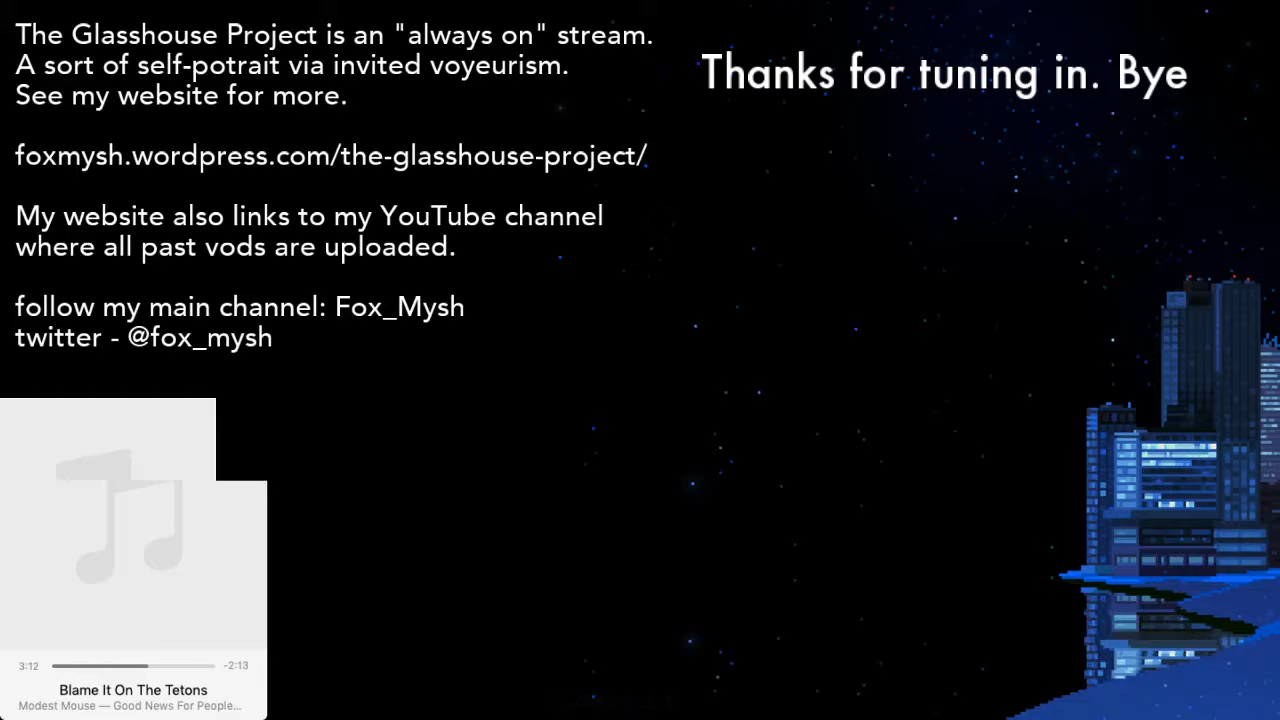 The Glasshouse Project is an "always on" stream.
A sort of self-potrait via invited voyeurism.
See my website for more.
foxmysh.wordpress.com/the-glasshouse-project/
My website also links to my YouTube channel
where all past vods are uploaded.
follow my main channel: Fox_Mysh
twitter - @fox_mysh
Thanks for tuning in. Bye
3:12
-2:13
Blame It On The Tetons
Modest Mouse — Good News For People...